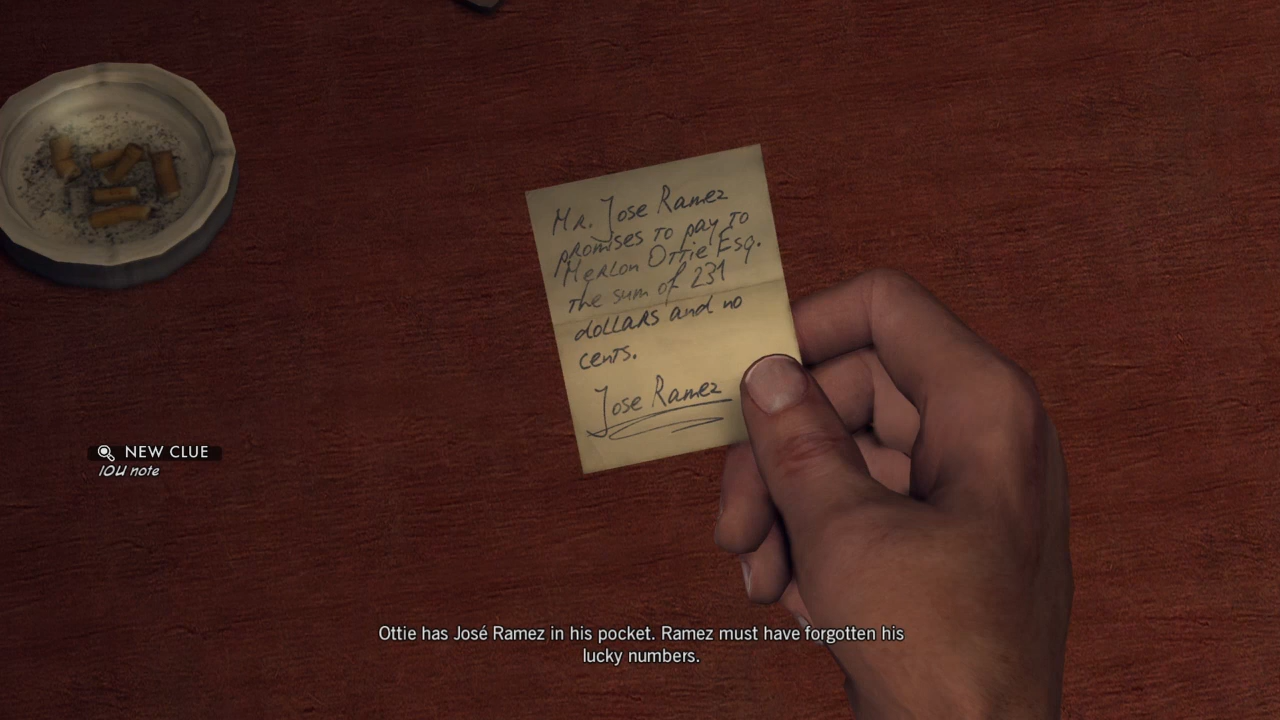 Mr. Jose Ramez
promises to pay to
Merlon Ottie Esq.
the sum of 231
dollars and no
cents.
Jose Ramez
NEW CLUE
IOU note
Ottie has José Ramez in his pocket. Ramez must have forgotten his
lucky numbers.